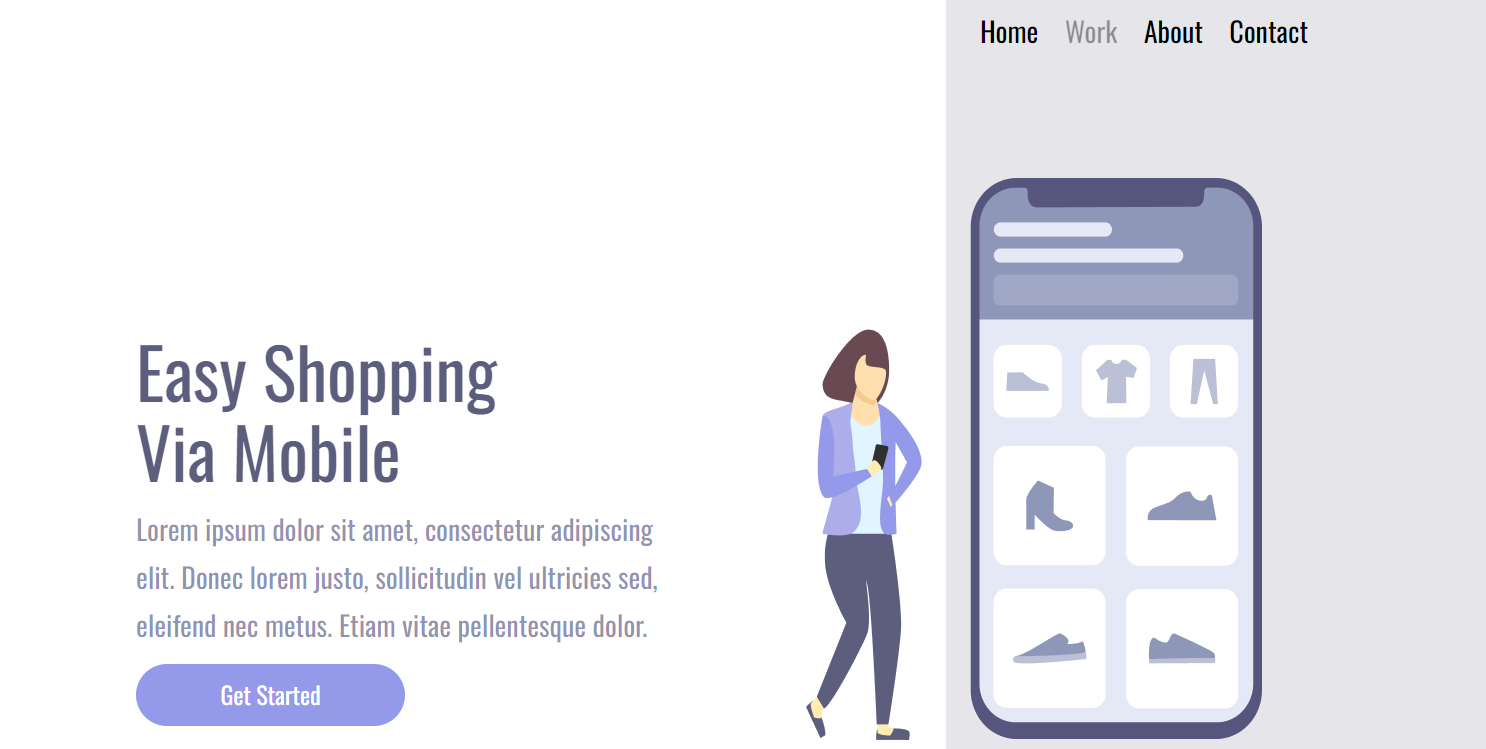 Home Work About Contact
Easy Shopping
Via Mobile
Lorem ipsum dolor sit amet, consectetur adipiscing
elit. Donec lorem justo, sollicitudin vel ultricies sed,
eleifend nec metus. Etiam vitae pellentesque dolor.
Get Started